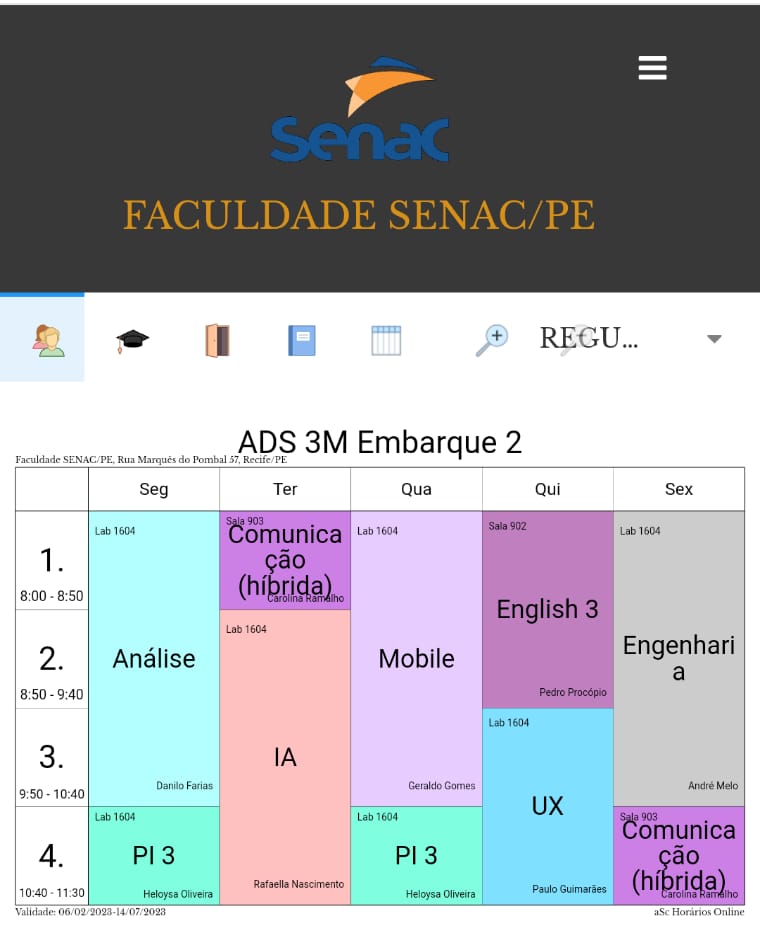 Senac
FACULDADE SENAC/PE
REGU...
ADS 3M Embarque 2
Faculdade SENAC/PE, Rua Marquês do Pombal 57, Recife/PE
Seg
Ter
Qua
Qui
Sex
1.
8:00 - 8:50
2.
8:50 - 9:40
3.
9:50 - 10:40
4.
10:40 - 11:30
Lab 1604
Análise
Danilo Farias
Lab 1604
PI 3
Heloysa Oliveira
Sala 903
Comunica
ção
(híbrida)
Carolina Ramalho
Lab 1604
IA
Rafaella Nascimento
Lab 1604
Mobile
Geraldo Gomes
Lab 1604
PI 3
Heloysa Oliveira
Sala 902
English 3
Pedro Procópio
Lab 1604
UX
Paulo Guimarães
Lab 1604
Engenhari
a
André Melo
Sala 903
Comunica
ção
(híbrida)
Carolina Ramalho
Validade: 06/02/2023-14/07/2023
aSc Horários Online